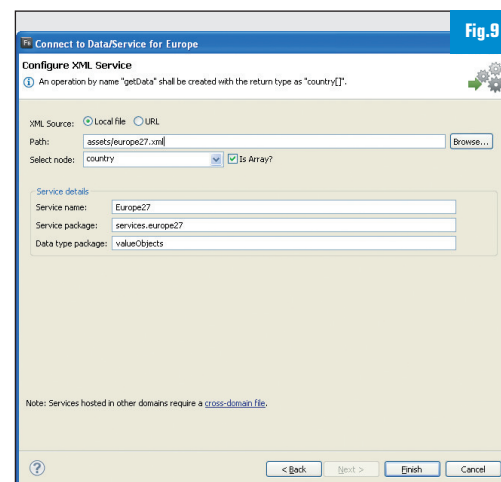 Fig.9
Connect to Data/Service for Europe
Configure XML Service
An operation by name "getData" shall be created with the return type as "country[]".
XML Source: Local file URL
Path: assets/europe27.xml Browse...
Select node: country Is Array?
Service details
Service name: Europe27
Service package: services.europe27
Data type package: valueObjects
Note: Services hosted in other domains require a cross-domain file.
? < Back Next > Finish Cancel